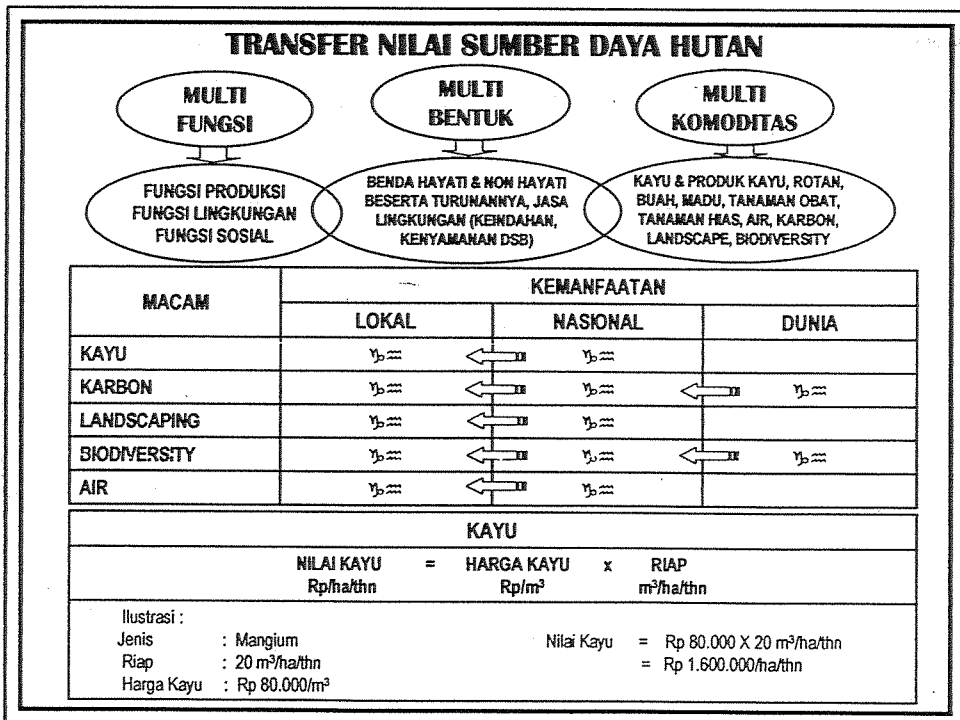 TRANSFER NILAI SUMBER DAYA HUTAN
MULTI
FUNGSI
MULTI
BENTUK
MULTI
KOMODITAS
FUNGSI PRODUKSI
FUNGSI LINGKUNGAN
FUNGSI SOSIAL
BENDA HAYATI & NON HAYATI
BESERTA TURUNANNYA, JASA
LINGKUNGAN (KEINDAHAN,
KENYAMANAN DSB)
KAYU & PRODUK KAYU, ROTAN,
BUAH, MADU, TANAMAN OBAT,
TANAMAN HIAS, AIR, KARBON,
LANDSCAPE, BIODIVERSITY
MACAM
KEMANFAATAN
LOKAL NASIONAL DUNIA
KAYU ♑♒ ♑♒
KARBON ♑♒ ♑♒ ♑♒
LANDSCAPING ♑♒ ♑♒
BIODIVERSITY ♑♒ ♑♒ ♑♒
AIR ♑♒ ♑♒
KAYU
NILAI KAYU = HARGA KAYU x RIAP
Rp/ha/thn Rp/m³ m³/ha/thn
Ilustrasi :
Jenis : Mangium
Riap : 20 m³/ha/thn
Harga Kayu : Rp 80.000/m³
Nilai Kayu = Rp 80.000 X 20 m³/ha/thn
= Rp 1.600.000/ha/thn